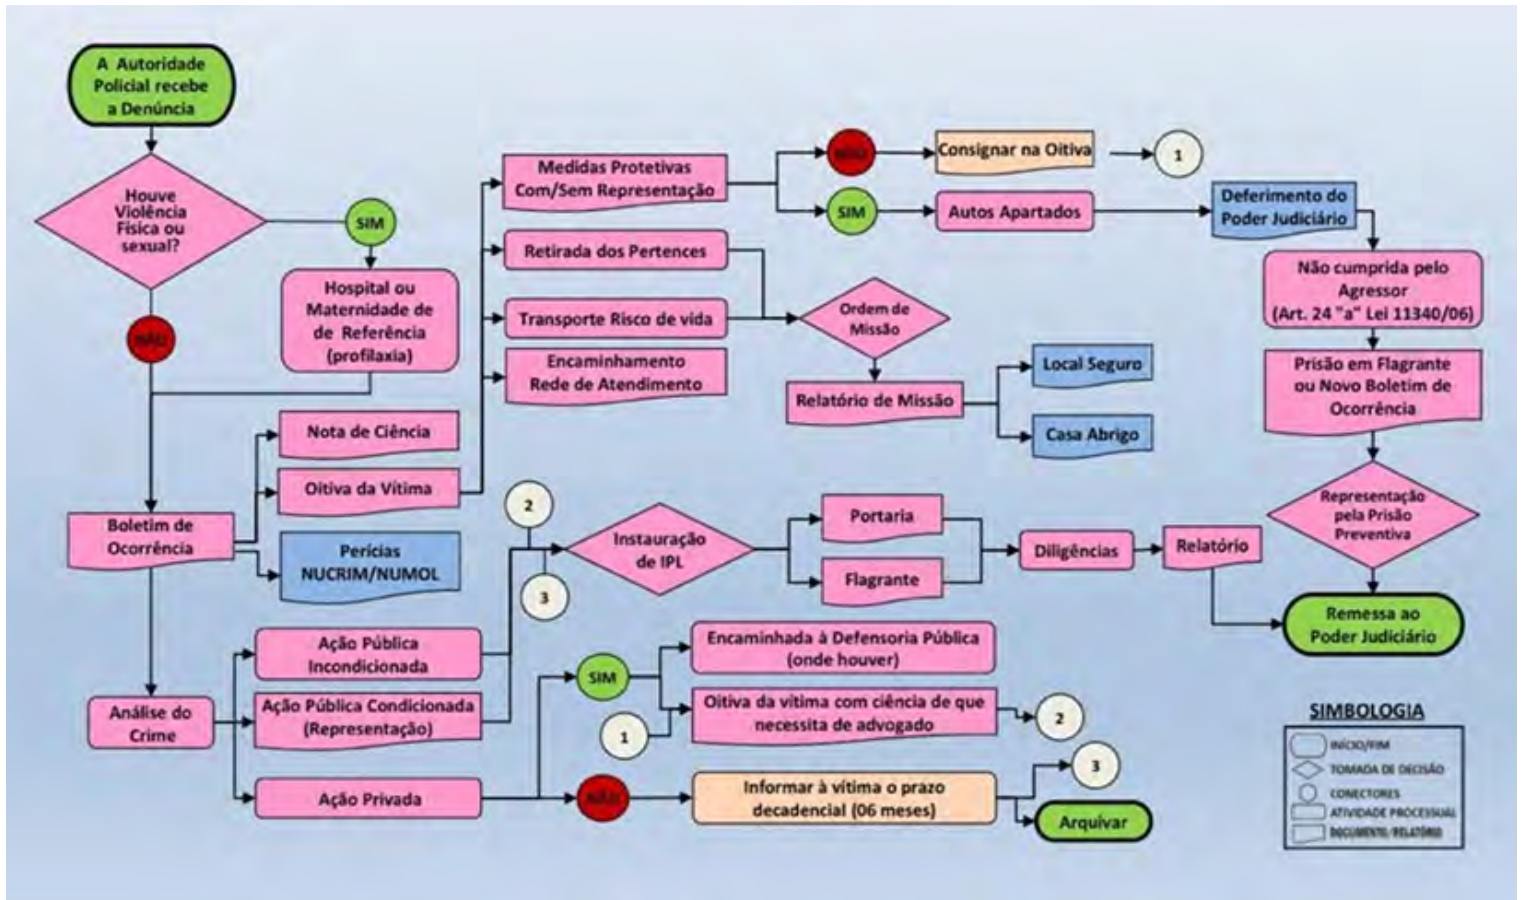 A Autoridade
Policial recebe
a Denúncia
Houve
Violência
Física ou
sexual?
SIM
NÃO
Hospital ou
Maternidade de
de Referência
(profilaxia)
Boletim de
Ocorrência
Nota de Ciência
Oitiva da Vítima
Perícias
NUCRIM/NUMOL
Medidas Protetivas
Com/Sem Representação
Retirada dos Pertences
Transporte Risco de vida
Encaminhamento
Rede de Atendimento
NÃO
Consignar na Oitiva
1
SIM
Autos Apartados
Deferimento do
Poder Judiciário
Não cumprida pelo
Agressor
(Art. 24 "a" Lei 11340/06)
Prisão em Flagrante
ou Novo Boletim de
Ocorrência
Representação
pela Prisão
Preventiva
Remessa ao
Poder Judiciário
Ordem de
Missão
Relatório de Missão
Local Seguro
Casa Abrigo
2
3
Instauração
de IPL
Portaria
Flagrante
Diligências
Relatório
Análise do
Crime
Ação Pública
Incondicionada
Ação Pública Condicionada
(Representação)
Ação Privada
SIM
1
Encaminhada à Defensoria Pública
(onde houver)
Oitiva da vítima com ciência de que
necessita de advogado
2
NÃO
Informar à vítima o prazo
decadencial (06 meses)
3
Arquivar
SIMBOLOGIA
INÍCIO/FIM
TOMADA DE DECISÃO
CONECTORES
ATIVIDADE PROCESSUAL
DOCUMENTO/RELATÓRIO